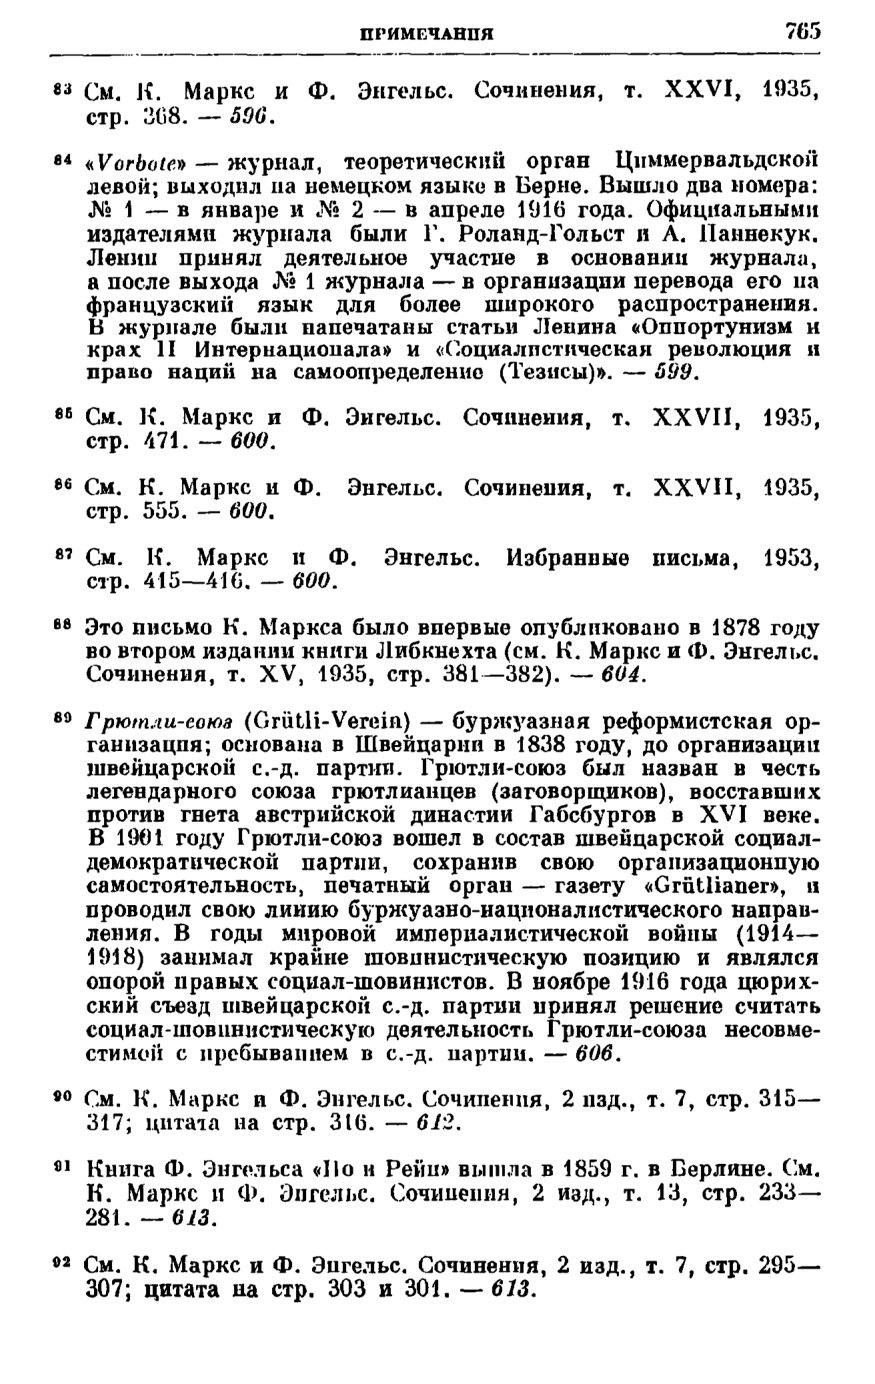 ПРИМЕЧАНИЯ 765
83 См. К. Маркс и Ф. Энгельс. Сочинения, т. XXVI, 1935,
стр. 368. — 596.
84 «Vorbote» — журнал, теоретический орган Циммервальдской
левой; выходил на немецком языке в Берне. Вышло два номера:
№ 1 — в январе и № 2 — в апреле 1916 года. Официальными
издателями журнала были Г. Роланд-Гольст и А. Паннекук.
Ленин принял деятельное участие в основании журнала,
а после выхода № 1 журнала — в организации перевода его на
французский язык для более широкого распространения.
В журнале были напечатаны статьи Ленина «Оппортунизм и
крах II Интернационала» и «Социалистическая революция и
право наций на самоопределение (Тезисы)». — 599.
85 См. К. Маркс и Ф. Энгельс. Сочинения, т. XXVII, 1935,
стр. 471. — 600.
86 См. К. Маркс и Ф. Энгельс. Сочинения, т. XXVII, 1935,
стр. 555. — 600.
87 См. К. Маркс и Ф. Энгельс. Избранные письма, 1953,
стр. 415—416. — 600.
88 Это письмо К. Маркса было впервые опубликовано в 1878 году
во втором издании книги Либкнехта (см. К. Маркс и Ф. Энгельс.
Сочинения, т. XV, 1935, стр. 381—382). — 604.
89 Грютли-союз (Grütli-Verein) — буржуазная реформистская ор-
ганизация; основана в Швейцарии в 1838 году, до организации
швейцарской с.-д. партии. Грютли-союз был назван в честь
легендарного союза грютлианцев (заговорщиков), восставших
против гнета австрийской династии Габсбургов в XVI веке.
В 1901 году Грютли-союз вошел в состав швейцарской социал-
демократической партии, сохранив свою организационную
самостоятельность, печатный орган — газету «Grütlianer», и
проводил свою линию буржуазно-националистического направ-
ления. В годы мировой империалистической войны (1914—
1918) занимал крайне шовинистическую позицию и являлся
опорой правых социал-шовинистов. В ноябре 1916 года цюрих-
ский съезд швейцарской с.-д. партии принял решение считать
социал-шовинистическую деятельность Грютли-союза несовме-
стимой с пребыванием в с.-д. партии. — 606.
90 См. К. Маркс и Ф. Энгельс. Сочинения, 2 изд., т. 7, стр. 315—
317; цитата на стр. 316. — 612.
91 Книга Ф. Энгельса «По и Рейн» вышла в 1859 г. в Берлине. См.
К. Маркс и Ф. Энгельс. Сочинения, 2 изд., т. 13, стр. 233—
281. — 613.
92 См. К. Маркс и Ф. Энгельс. Сочинения, 2 изд., т. 7, стр. 295—
307; цитата на стр. 303 и 301. — 613.